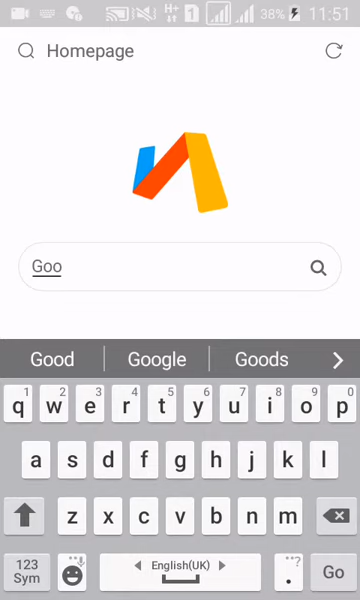 H+ 1 38% 11:51
Homepage
Goo
Good Google Goods
1 2 3 4 5 6 7 8 9 0
q w e r t y u i o p
a s d f g h j k l
z x c v b n m
123 Sym English(UK) . ...? Go